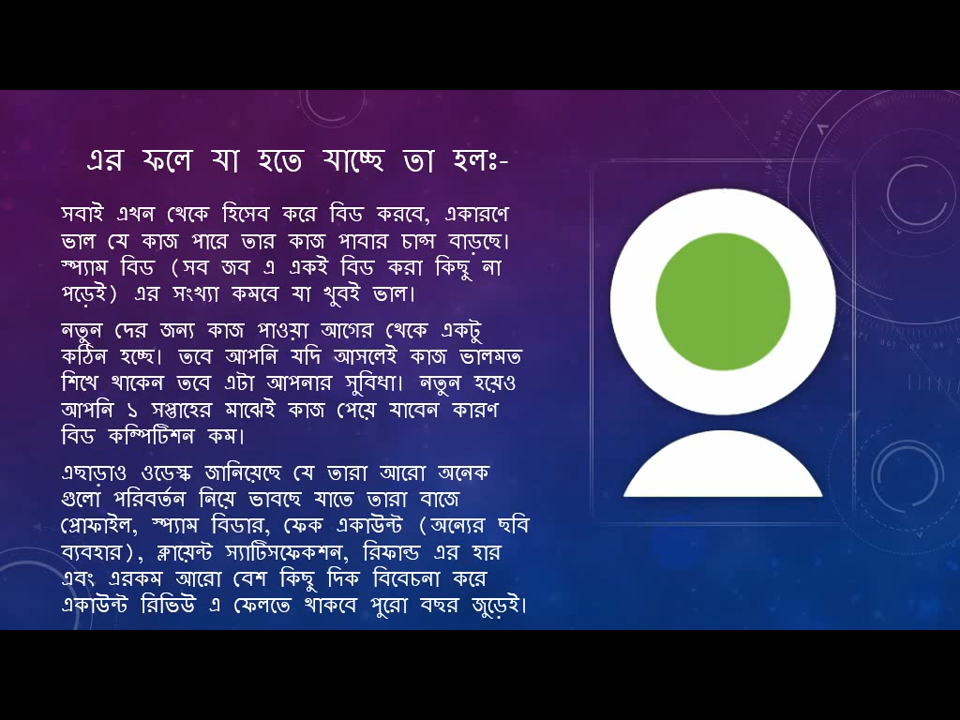 এর ফলে যা হতে যাচ্ছে তা হলঃ-
সবাই এখন থেকে হিসেব করে বিড করবে, একারণে
ভাল যে কাজ পারে তার কাজ পাবার চান্স বাড়ছে।
স্প্যাম বিড (সব জব এ একই বিড করা কিছু না
পড়েই) এর সংখ্যা কমবে যা খুবই ভাল।
নতুন দের জন্য কাজ পাওয়া আগের থেকে একটু
কঠিন হচ্ছে। তবে আপনি যদি আসলেই কাজ ভালমত
শিখে থাকেন তবে এটা আপনার সুবিধা। নতুন হয়েও
আপনি ১ সপ্তাহের মাঝেই কাজ পেয়ে যাবেন কারণ
বিড কম্পিটিশন কম।
এছাড়াও ওডেস্ক জানিয়েছে যে তারা আরো অনেক
গুলো পরিবর্তন নিয়ে ভাবছে যাতে তারা বাজে
প্রোফাইল, স্প্যাম বিডার, ফেক একাউন্ট (অন্যের ছবি
ব্যবহার), ক্লায়েন্ট স্যাটিসফেকশন, রিফান্ড এর হার
এবং এরকম আরো বেশ কিছু দিক বিবেচনা করে
একাউন্ট রিভিউ এ ফেলতে থাকবে পুরো বছর জুড়েই।